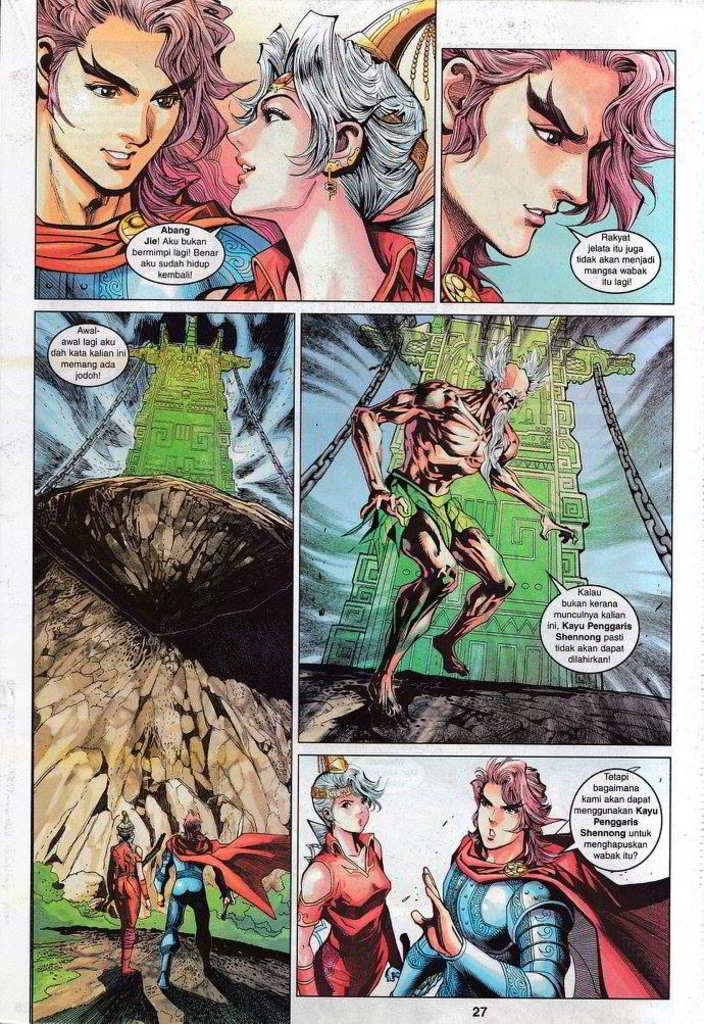 Abang
Jie! Aku bukan
bermimpi lagi! Benar
aku sudah hidup
kembali!
Rakyat
jelata itu juga
tidak akan menjadi
mangsa wabak
itu lagi!
Awal-
awal lagi aku
dah kata kalian ini
memang ada
jodoh!
Kalau
bukan kerana
munculnya kalian
ini, Kayu Penggaris
Shennong pasti
tidak akan dapat
dilahirkan!
Tetapi
bagaimana
kami akan dapat
menggunakan Kayu
Penggaris
Shennong untuk
menghapuskan
wabak itu?
27